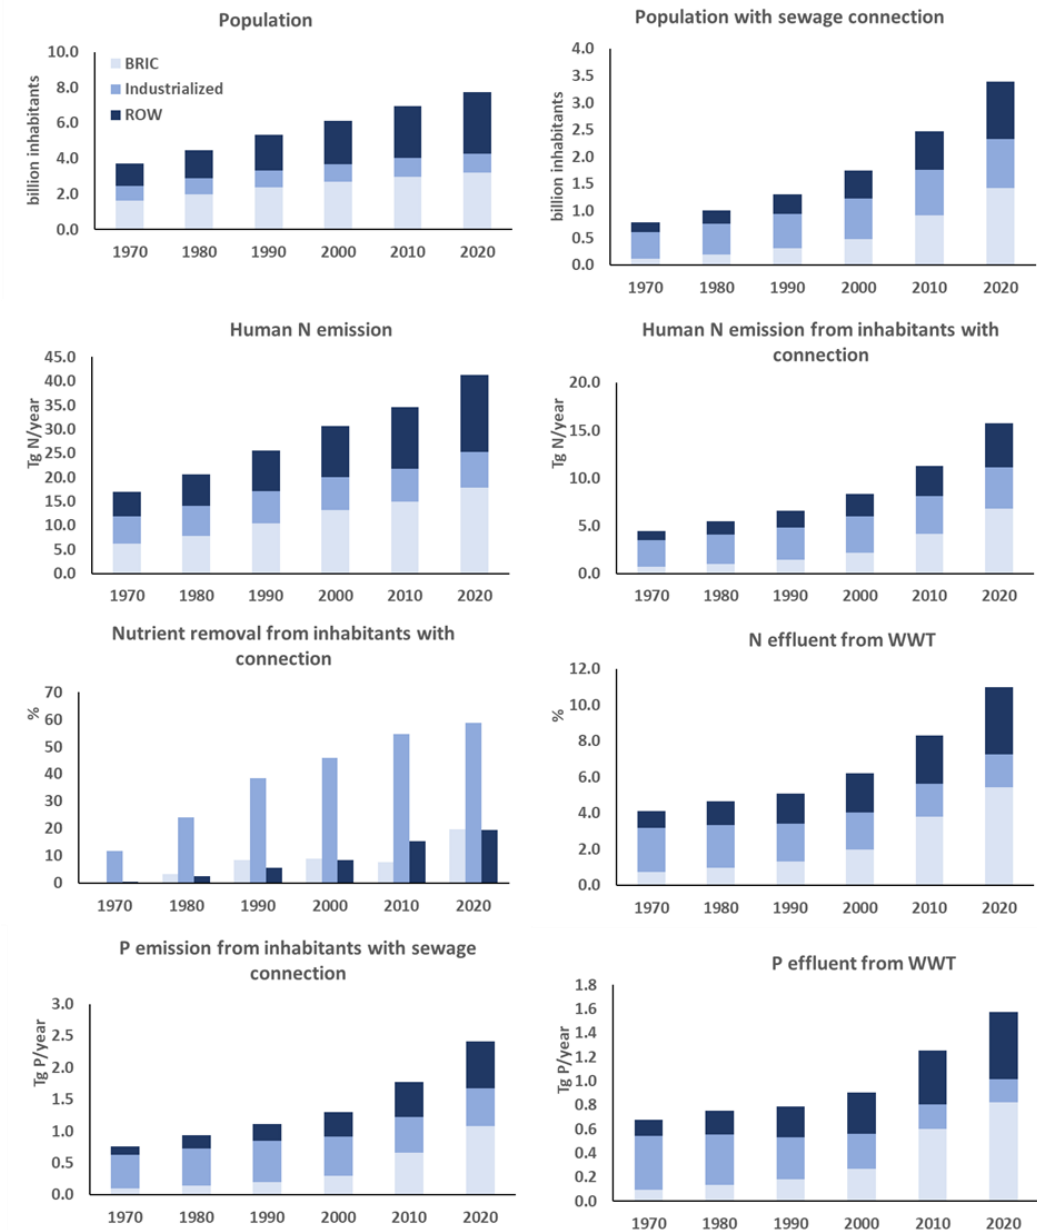 Population
billion inhabitants
10.0
8.0
6.0
4.0
2.0
0.0
BRIC
Industrialized
ROW
1970 1980 1990 2000 2010 2020
Population with sewage connection
billion inhabitants
4.0
3.5
3.0
2.5
2.0
1.5
1.0
0.5
0.0
1970 1980 1990 2000 2010 2020
Human N emission
Tg N/year
45.0
40.0
35.0
30.0
25.0
20.0
15.0
10.0
5.0
0.0
1970 1980 1990 2000 2010 2020
Human N emission from inhabitants with
connection
Tg N/year
20.0
15.0
10.0
5.0
0.0
1970 1980 1990 2000 2010 2020
Nutrient removal from inhabitants with
connection
%
70
60
50
40
30
20
10
0
1970 1980 1990 2000 2010 2020
N effluent from WWT
%
12.0
10.0
8.0
6.0
4.0
2.0
0.0
1970 1980 1990 2000 2010 2020
P emission from inhabitants with sewage
connection
Tg P/year
3.0
2.5
2.0
1.5
1.0
0.5
0.0
1970 1980 1990 2000 2010 2020
P effluent from WWT
Tg P/year
1.8
1.6
1.4
1.2
1.0
0.8
0.6
0.4
0.2
0.0
1970 1980 1990 2000 2010 2020